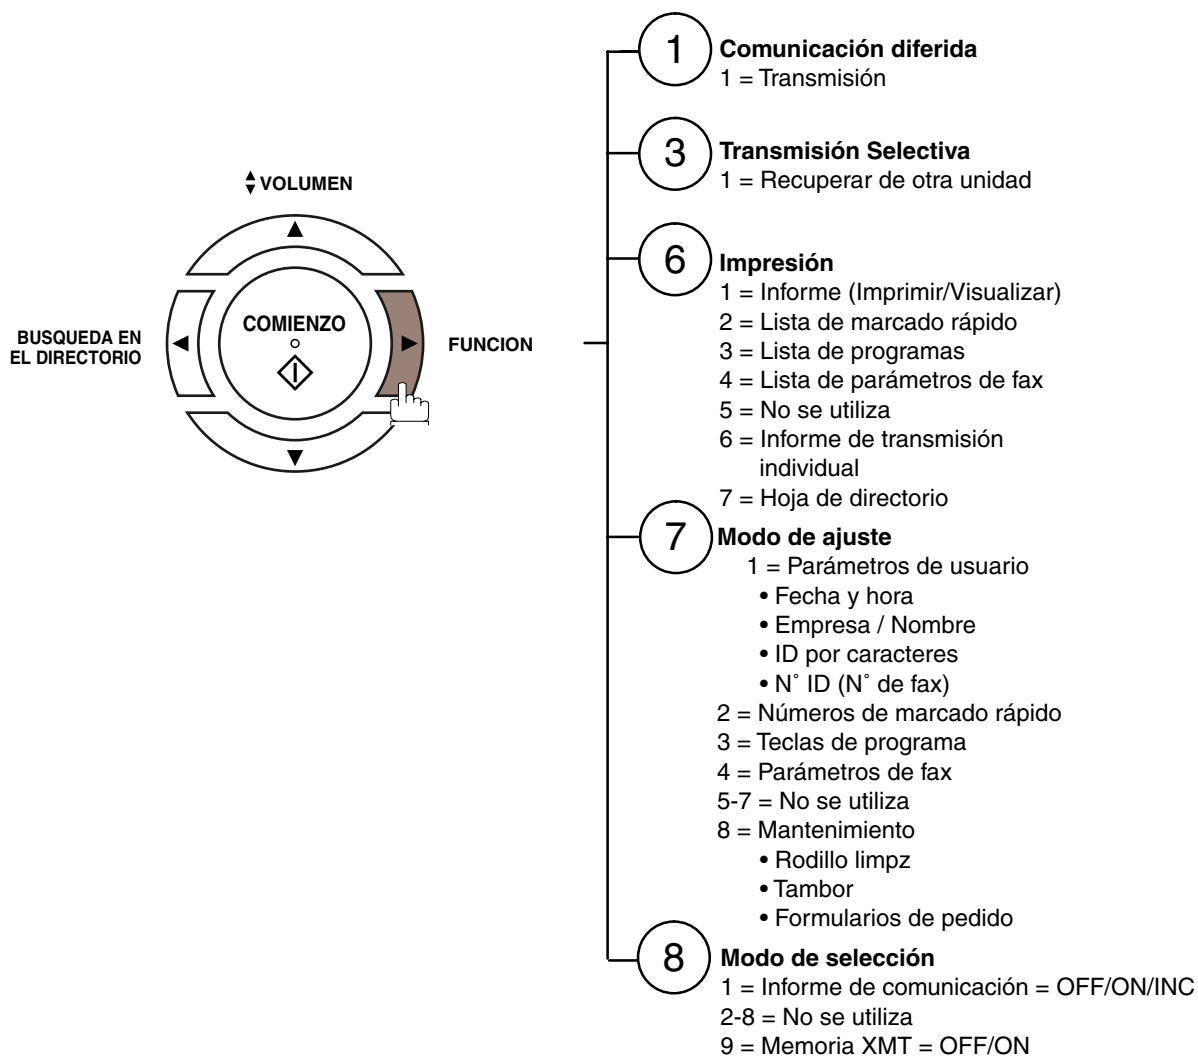 1
Comunicación diferida
1 = Transmisión
3
Transmisión Selectiva
1 = Recuperar de otra unidad
VOLUMEN
COMIENZO
BUSQUEDA EN
EL DIRECTORIO
FUNCION
6
Impresión
1 = Informe (Imprimir/Visualizar)
2 = Lista de marcado rápido
3 = Lista de programas
4 = Lista de parámetros de fax
5 = No se utiliza
6 = Informe de transmisión
individual
7 = Hoja de directorio
7
Modo de ajuste
1 = Parámetros de usuario
• Fecha y hora
• Empresa / Nombre
• ID por caracteres
• N˚ ID (N˚ de fax)
2 = Números de marcado rápido
3 = Teclas de programa
4 = Parámetros de fax
5-7 = No se utiliza
8 = Mantenimiento
• Rodillo limpz
• Tambor
• Formularios de pedido
8
Modo de selección
1 = Informe de comunicación = OFF/ON/INC
2-8 = No se utiliza
9 = Memoria XMT = OFF/ON